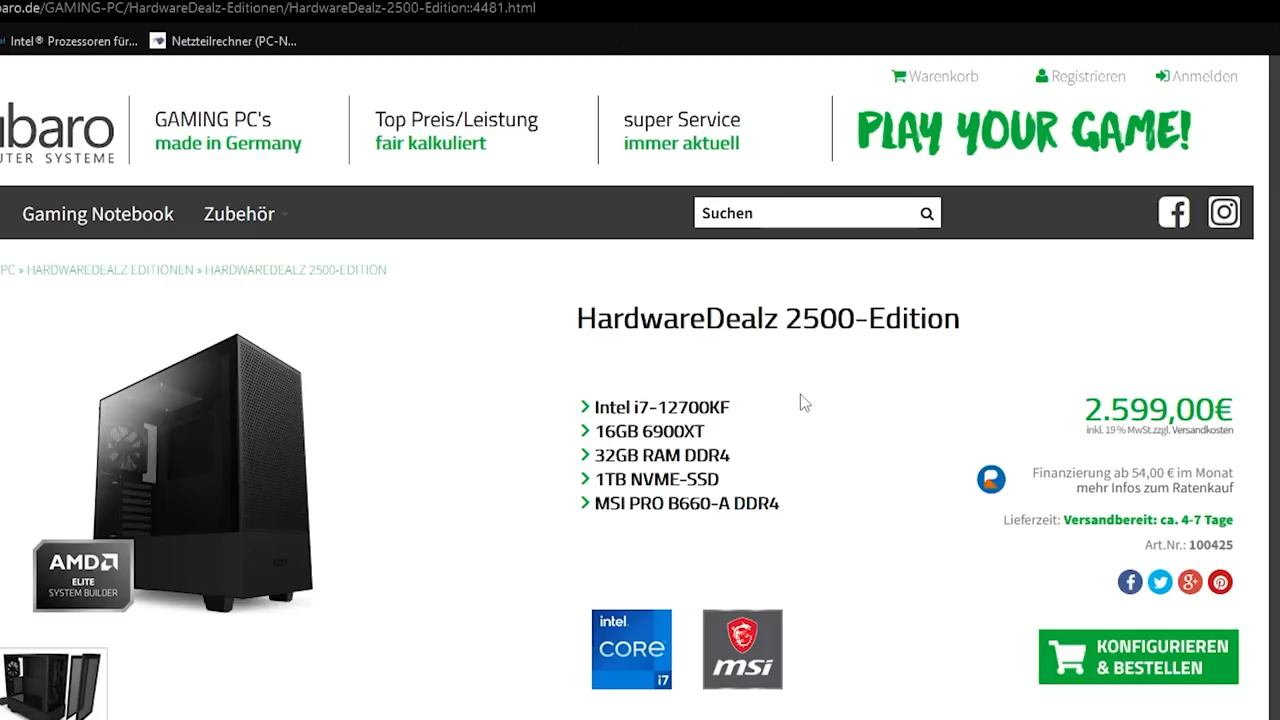 baro.de/GAMING-PC/HardwareDealz-Editionen/HardwareDealz-2500-Edition::4481.html
Intel® Prozessoren für... Netzteilrechner (PC-N...
Warenkorb Registrieren Anmelden
ubaro
UTER SYSTEME
GAMING PC's
made in Germany
Top Preis/Leistung
fair kalkuliert
super Service
immer aktuell
PLAY YOUR GAME!
Gaming Notebook Zubehör Suchen
PC » HARDWAREDEALZ EDITIONEN » HARDWAREDEALZ 2500-EDITION
HardwareDealz 2500-Edition
Intel i7-12700KF
16GB 6900XT
32GB RAM DDR4
1TB NVME-SSD
MSI PRO B660-A DDR4
2.599,00€
inkl. 19 % MwSt.zzgl. Versandkosten
Finanzierung ab 54,00 € im Monat
mehr Infos zum Ratenkauf
Lieferzeit: Versandbereit: ca. 4-7 Tage
Art.Nr.: 100425
AMD
ELITE
SYSTEM BUILDER
intel.
CORE
i7
msi
KONFIGURIEREN
& BESTELLEN